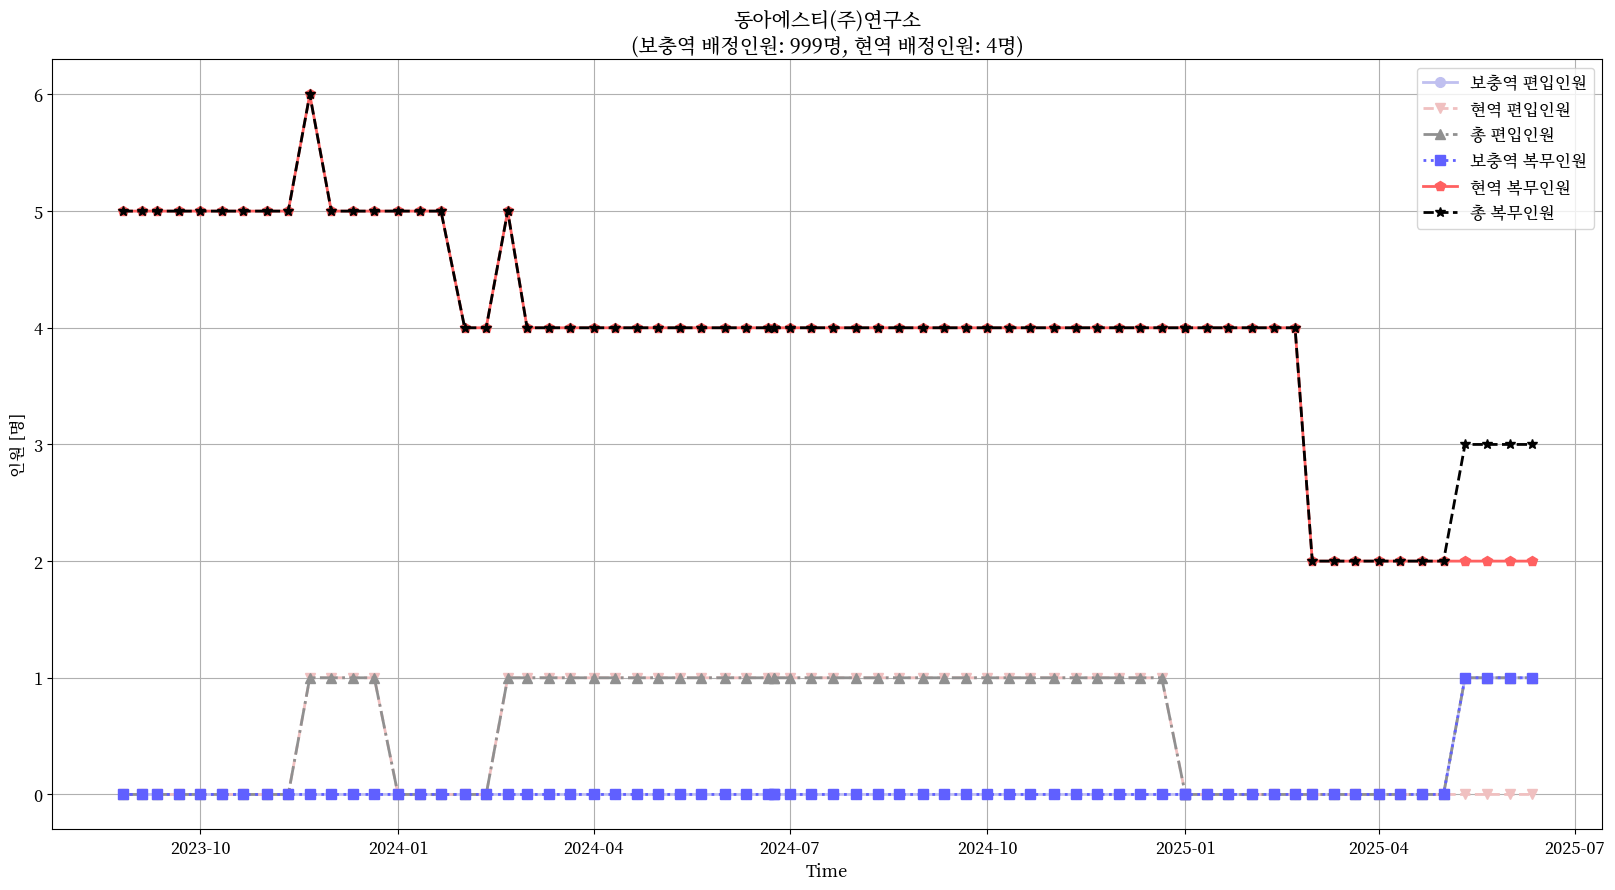 동아에스티(주)연구소
(보충역 배정인원: 999명, 현역 배정인원: 4명)
보충역 편입인원
현역 편입인원
총 편입인원
보충역 복무인원
현역 복무인원
총 복무인원
인원 [명]
6
5
4
3
2
1
0
2023-10
2024-01
2024-04
2024-07
2024-10
2025-01
2025-04
2025-07
Time